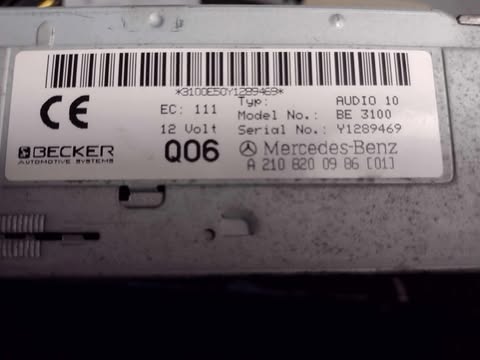 *3100E50Y1289469*
CE
EC: 111
Typ: AUDIO 10
Model No.: BE 3100
12 Volt
Serial No.: Y1289469
BECKER
AUTOMOTIVE SYSTEMS
Q06
Mercedes-Benz
A 210 820 09 86 [01]